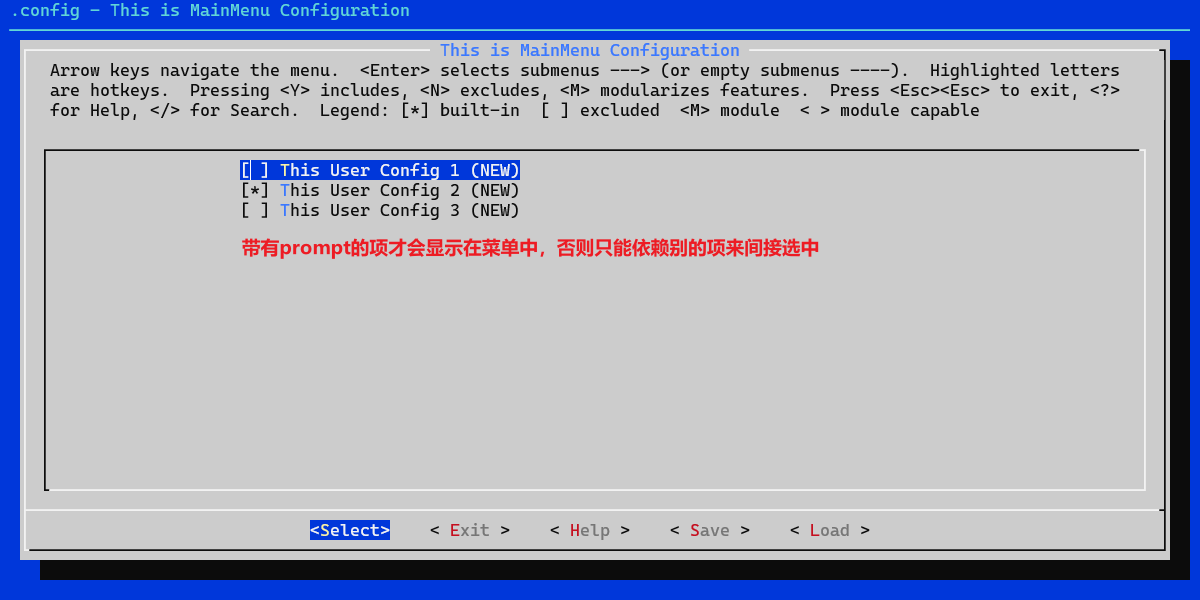 .config - This is MainMenu Configuration
This is MainMenu Configuration
Arrow keys navigate the menu.  <Enter> selects submenus ---> (or empty submenus ----).  Highlighted letters
are hotkeys.  Pressing <Y> includes, <N> excludes, <M> modularizes features.  Press <Esc><Esc> to exit, <?>
for Help, </> for Search.  Legend: [*] built-in  [ ] excluded  <M> module  < > module capable
[ ] This User Config 1 (NEW)
[*] This User Config 2 (NEW)
[ ] This User Config 3 (NEW)
带有prompt的项才会显示在菜单中，否则只能依赖别的项来间接选中
<Select>    < Exit >    < Help >    < Save >    < Load >